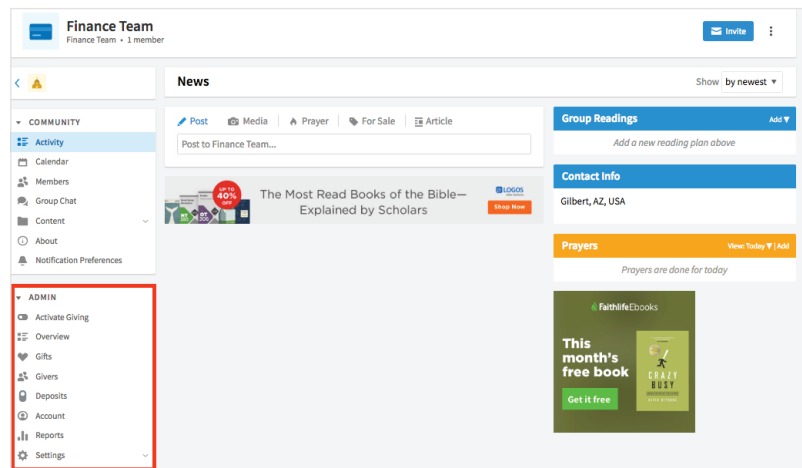 Finance Team
Finance Team • 1 member
Invite
News
Show by newest ▼
COMMUNITY
Activity
Calendar
Members
Group Chat
Content
About
Notification Preferences
ADMIN
Activate Giving
Overview
Gifts
Givers
Deposits
Account
Reports
Settings
Post
Media
Prayer
For Sale
Article
Post to Finance Team...
UP TO
40%
OFF
The Most Read Books of the Bible—
Explained by Scholars
LOGOS
Shop Now
Group Readings
Add ▼
Add a new reading plan above
Contact Info
Gilbert, AZ, USA
Prayers
View: Today ▼ | Add
Prayers are done for today
Faithlife Ebooks
This
month's
free book
Get it free
CRAZY
BUSY